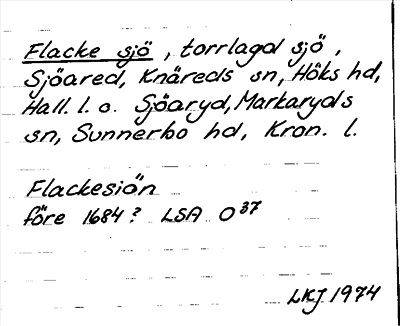 Flacke sjö, torrlagd sjö,
Sjöared, Knäreds sn, Höks hd,
Hall. l. o. Sjöaryd, Markaryds
sn, Sunnerbo hd, Kron. l.
Flackesiön
före 1684? LSA O37
LKJ 1974